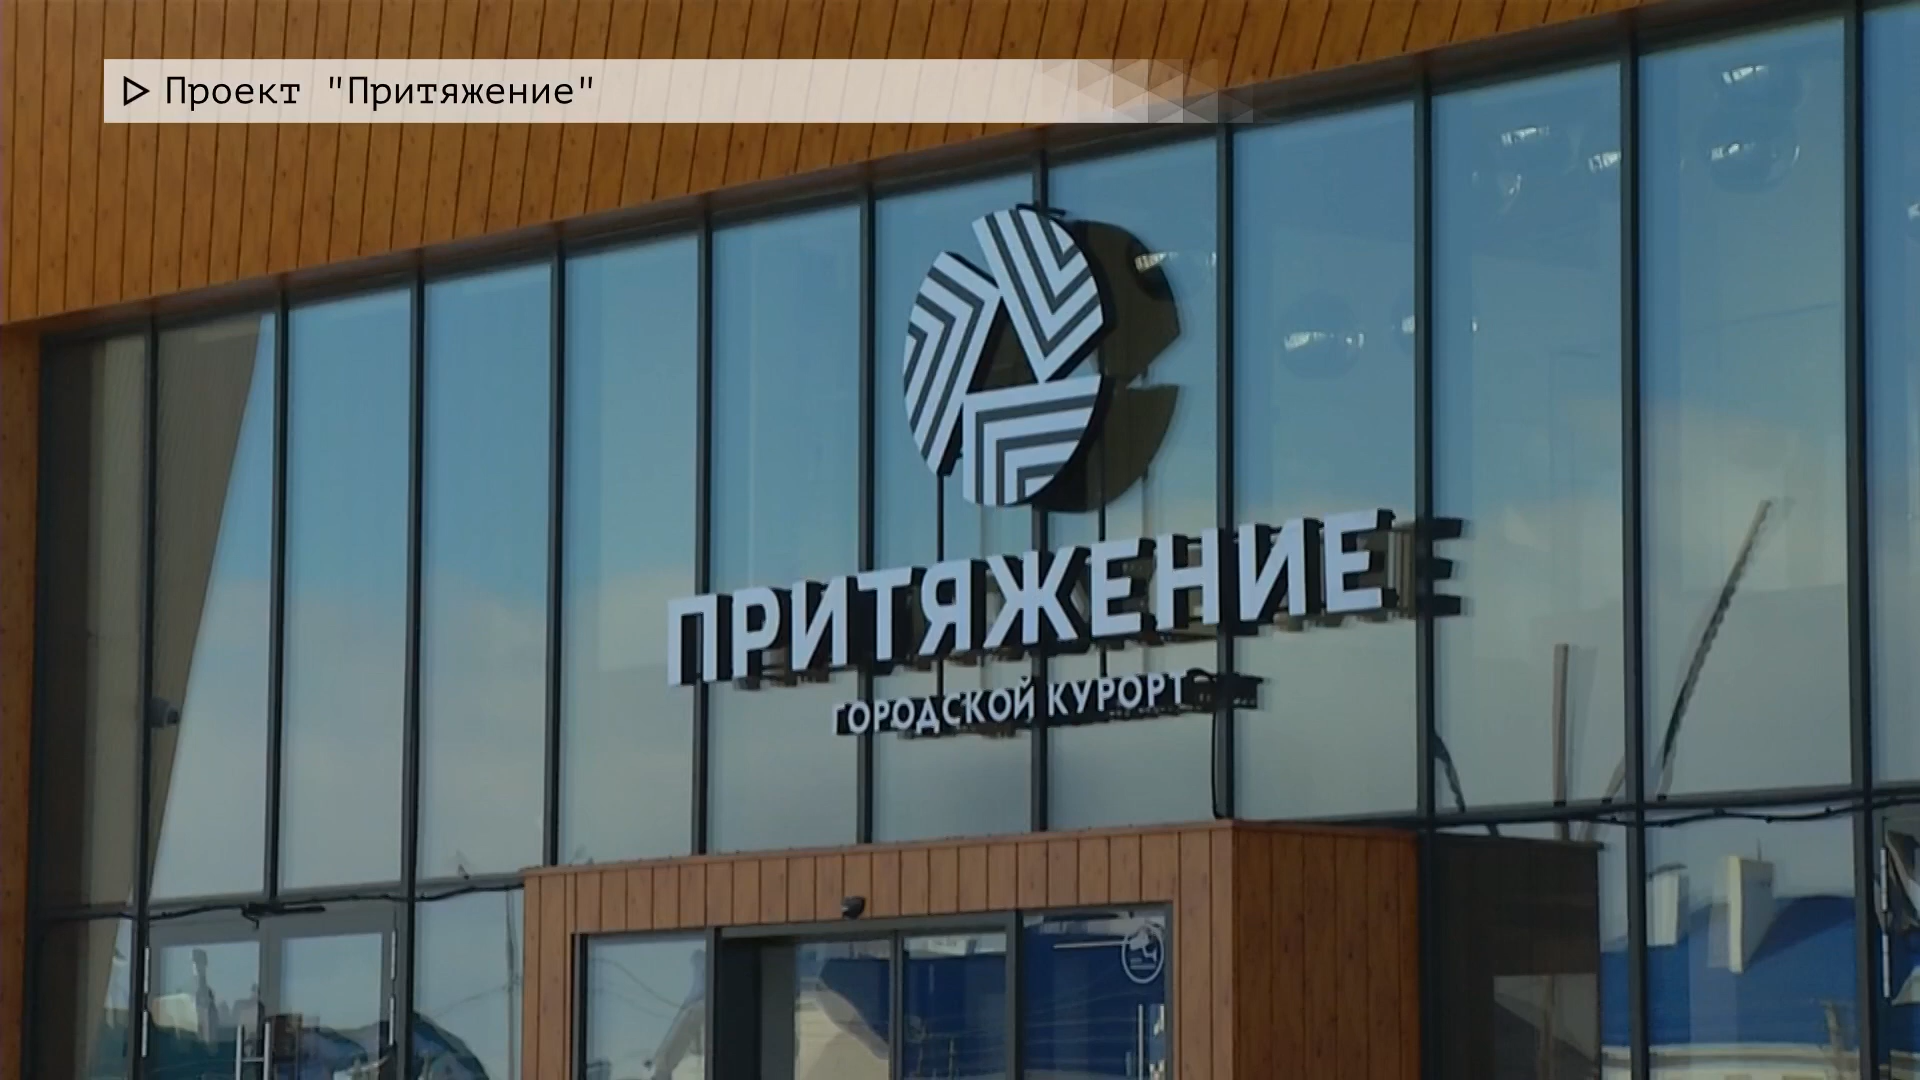 Проект "Притяжение"
ПРИТЯЖЕНИЕ
ГОРОДСКОЙ КУРОРТ